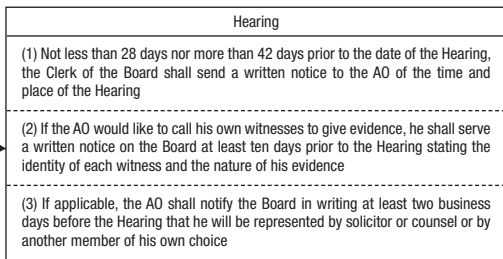 Hearing
(1) Not less than 28 days nor more than 42 days prior to the date of the Hearing,
the Clerk of the Board shall send a written notice to the AO of the time and
place of the Hearing
(2) If the AO would like to call his own witnesses to give evidence, he shall serve
a written notice on the Board at least ten days prior to the Hearing stating the
identity of each witness and the nature of his evidence
(3) If applicable, the AO shall notify the Board in writing at least two business
days before the Hearing that he will be represented by solicitor or counsel or by
another member of his own choice